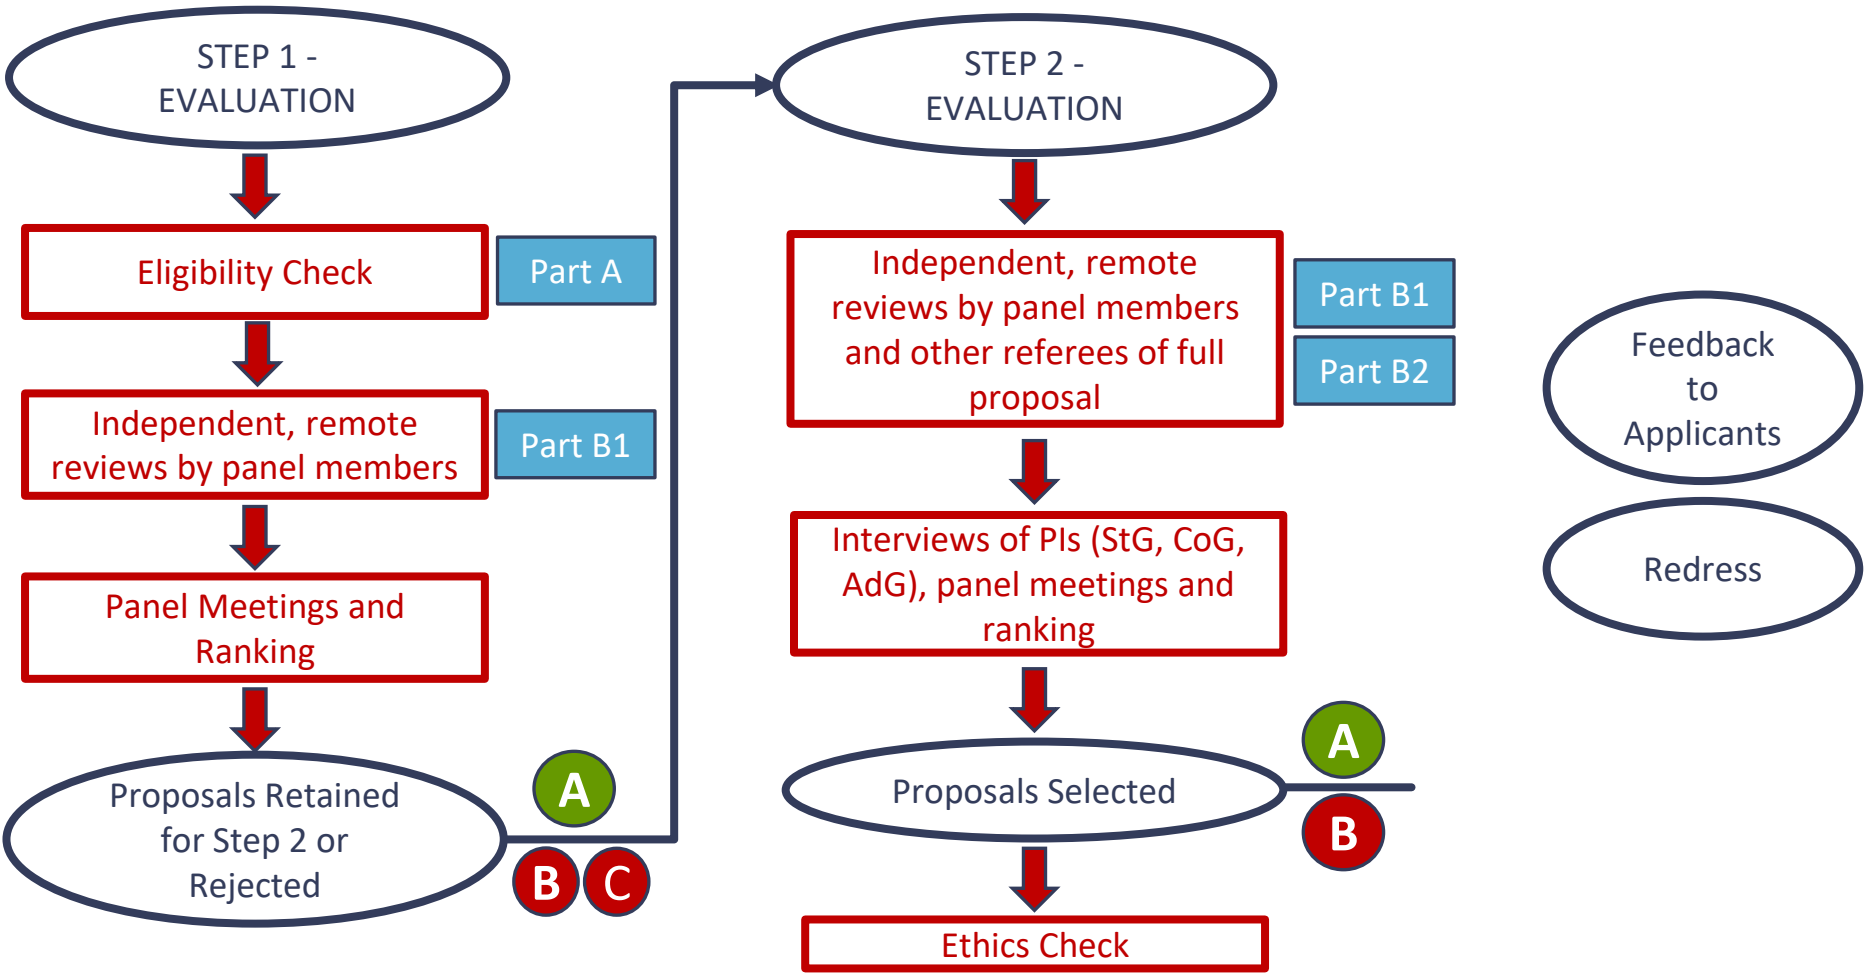 STEP 1 -
EVALUATION
Eligibility Check
Part A
Independent, remote
reviews by panel members
Part B1
Panel Meetings and
Ranking
Proposals Retained
for Step 2 or
Rejected
A
B
C
STEP 2 -
EVALUATION
Independent, remote
reviews by panel members
and other referees of full
proposal
Part B1
Part B2
Interviews of PIs (StG, CoG,
AdG), panel meetings and
ranking
Proposals Selected
A
B
Ethics Check
Feedback
to
Applicants
Redress